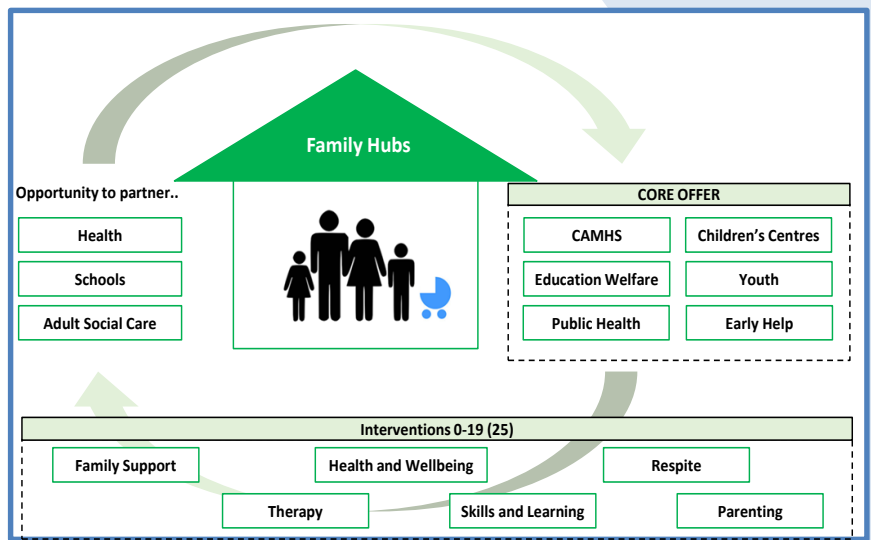 Family Hubs
Opportunity to partner..
Health
Schools
Adult Social Care
CORE OFFER
CAMHS
Children's Centres
Education Welfare
Youth
Public Health
Early Help
Interventions 0-19 (25)
Family Support
Health and Wellbeing
Respite
Therapy
Skills and Learning
Parenting